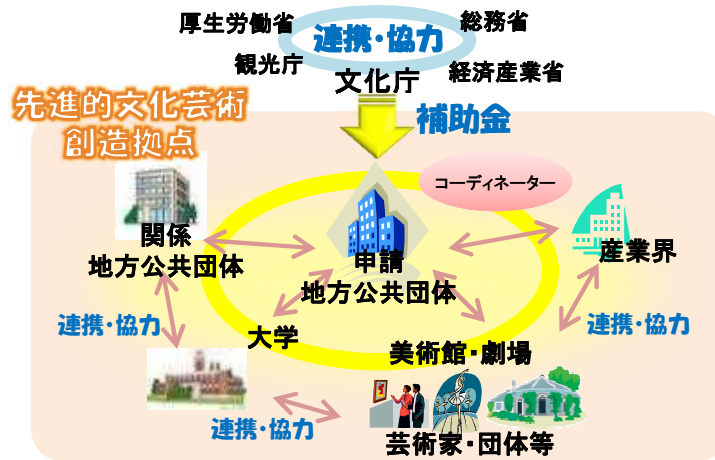 厚生労働省
連携・協力
総務省
観光庁
文化庁
経済産業省
先進的文化芸術
創造拠点
補助金
コーディネーター
関係
地方公共団体
申請
地方公共団体
産業界
連携・協力
大学
連携・協力
美術館・劇場
連携・協力
芸術家・団体等